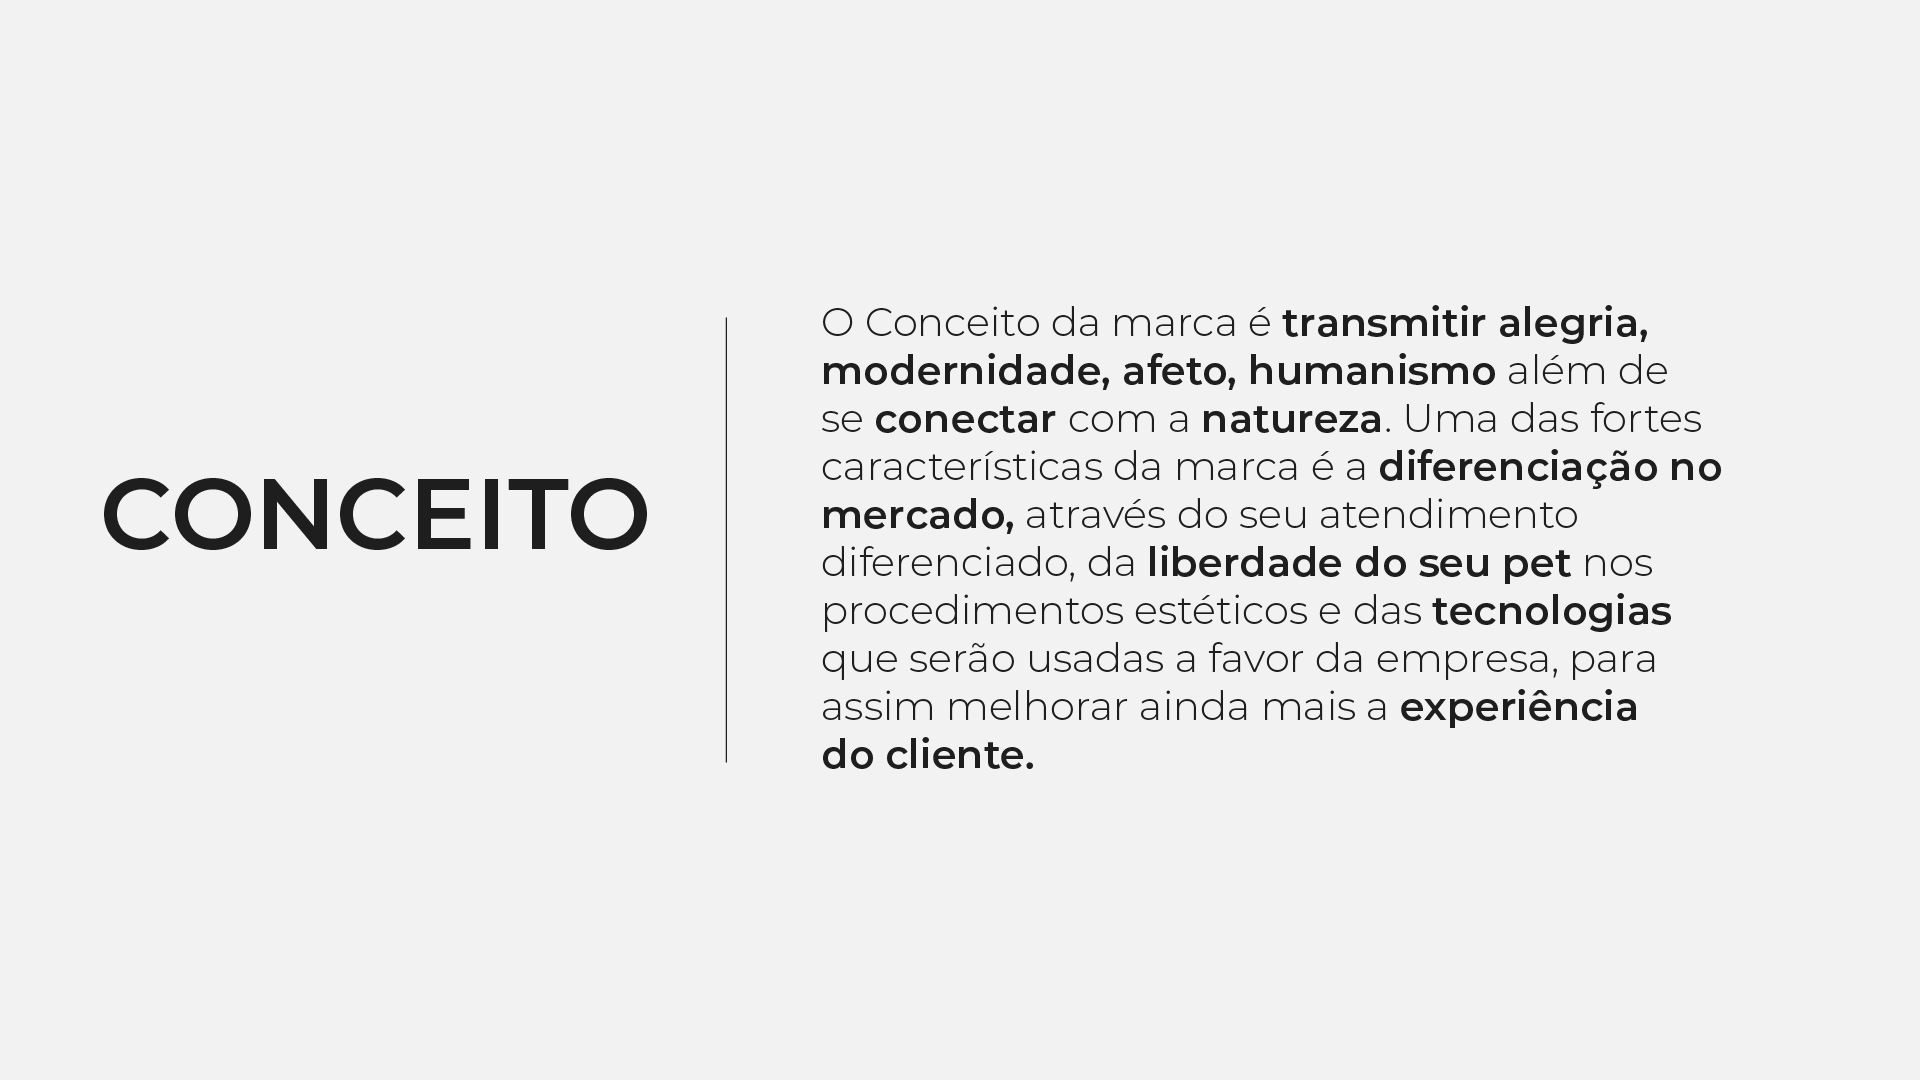 CONCEITO
O Conceito da marca é transmitir alegria,
modernidade, afeto, humanismo além de
se conectar com a natureza. Uma das fortes
características da marca é a diferenciação no
mercado, através do seu atendimento
diferenciado, da liberdade do seu pet nos
procedimentos estéticos e das tecnologias
que serão usadas a favor da empresa, para
assim melhorar ainda mais a experiência
do cliente.